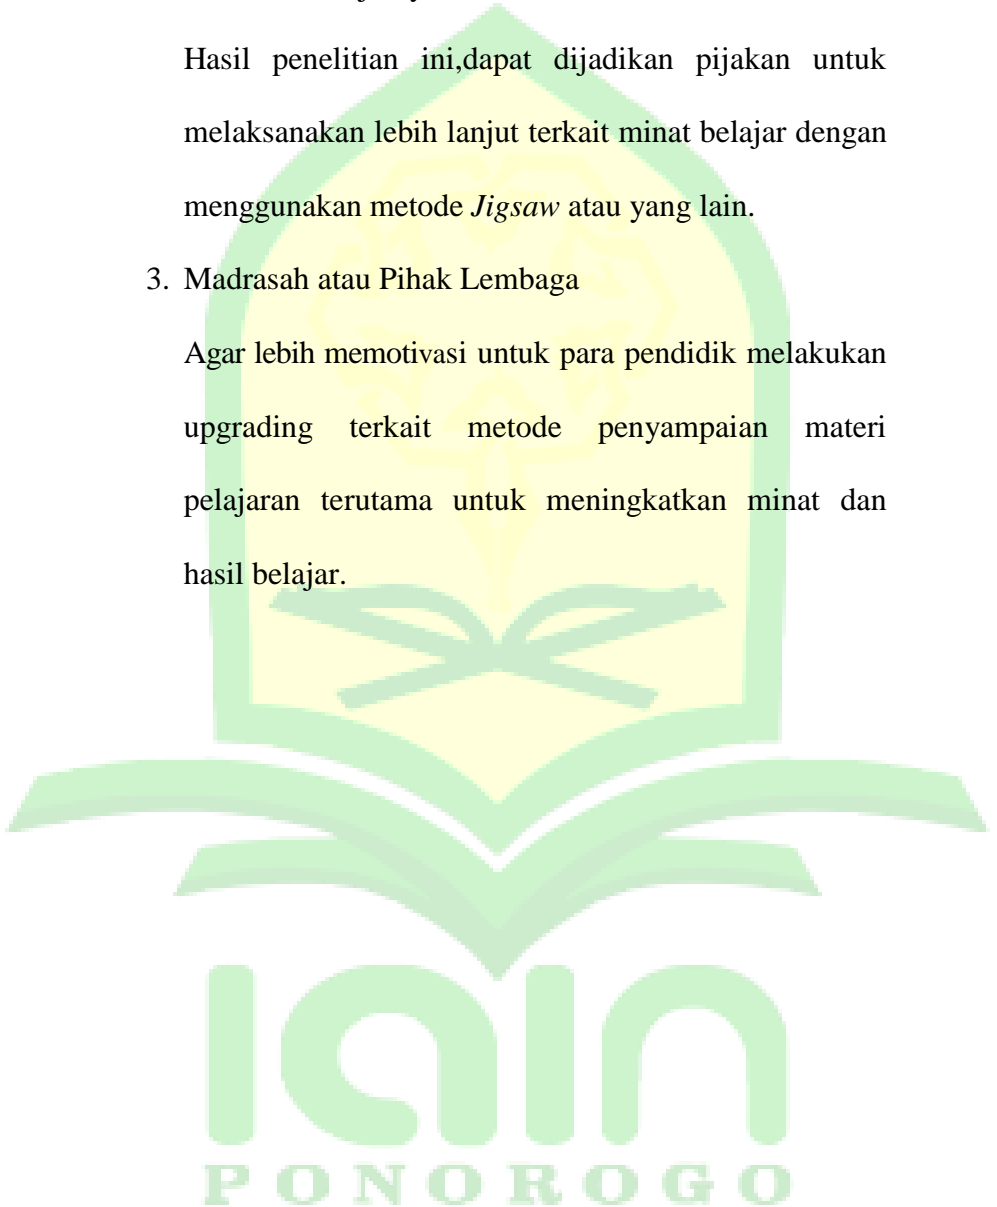 Hasil penelitian ini,dapat dijadikan pijakan untuk
melaksanakan lebih lanjut terkait minat belajar dengan
menggunakan metode Jigsaw atau yang lain.
3. Madrasah atau Pihak Lembaga
Agar lebih memotivasi untuk para pendidik melakukan
upgrading terkait metode penyampaian materi
pelajaran terutama untuk meningkatkan minat dan
hasil belajar.
iain
PONOROGO